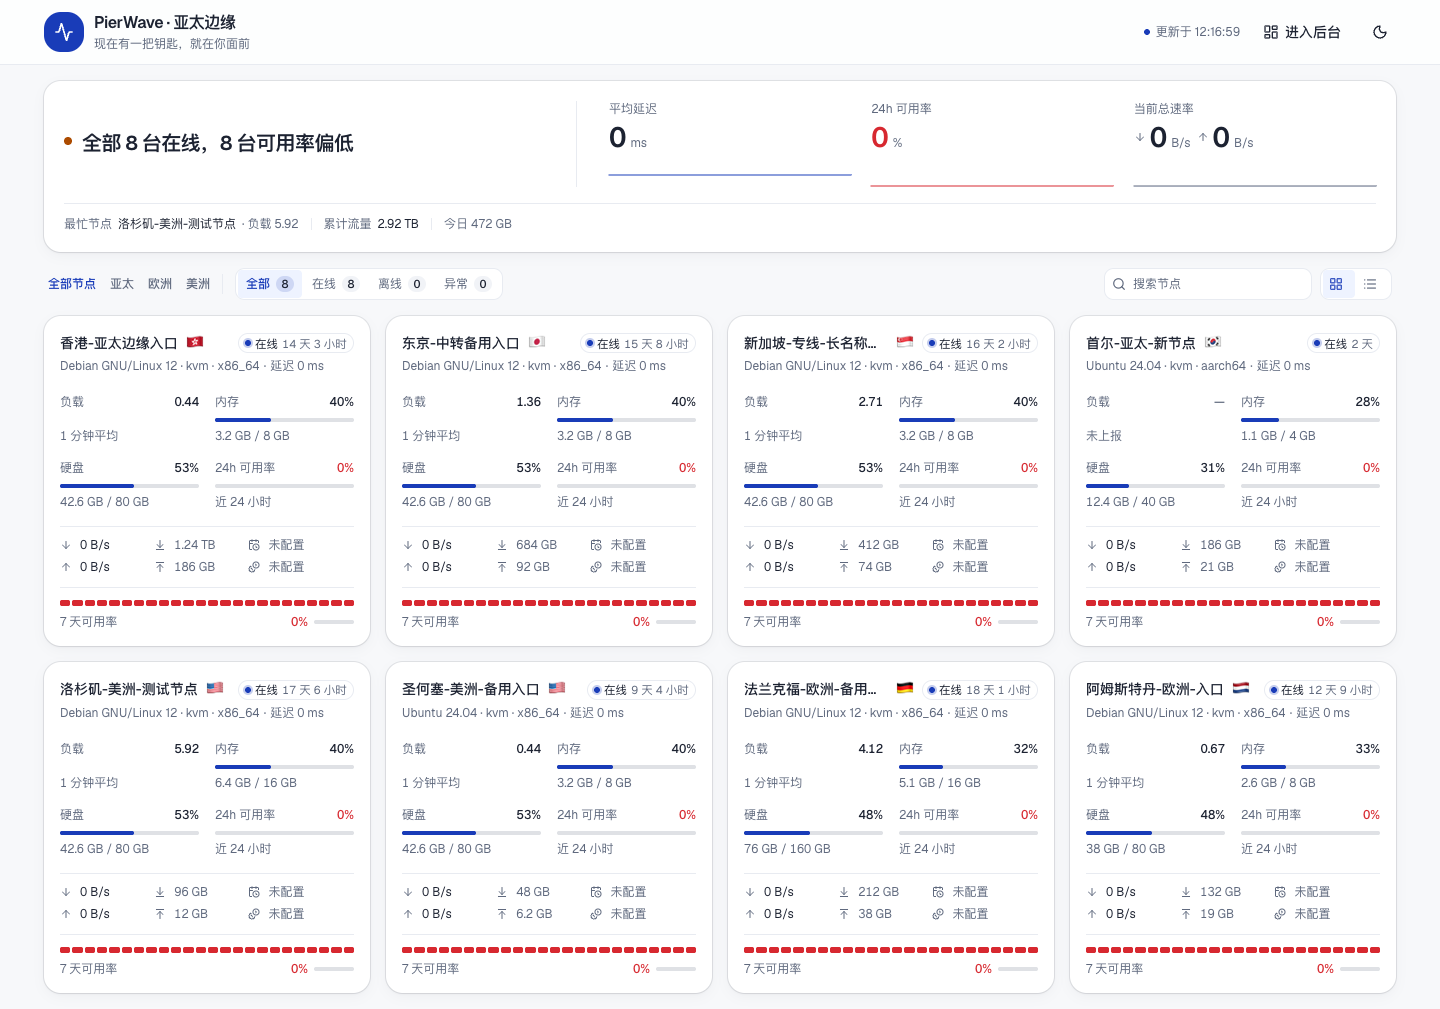 PierWave · 亚太边缘
现在有一把钥匙，就在你面前
更新于 12:16:59
进入后台
全部 8 台在线，8 台可用率偏低
平均延迟
0 ms
24h 可用率
0 %
当前总速率
0 B/s 0 B/s
最忙节点 洛杉矶-美洲-测试节点 · 负载 5.92 累计流量 2.92 TB 今日 472 GB
全部节点 亚太 欧洲 美洲 全部 8 在线 8 离线 0 异常 0 搜索节点
香港-亚太边缘入口 在线 14 天 3 小时
Debian GNU/Linux 12 · kvm · x86_64 · 延迟 0 ms
负载 0.44 内存 40%
1 分钟平均 3.2 GB / 8 GB
硬盘 53% 24h 可用率 0%
42.6 GB / 80 GB 近 24 小时
0 B/s 1.24 TB 未配置
0 B/s 186 GB 未配置
7 天可用率 0%
东京-中转备用入口 在线 15 天 8 小时
Debian GNU/Linux 12 · kvm · x86_64 · 延迟 0 ms
负载 1.36 内存 40%
1 分钟平均 3.2 GB / 8 GB
硬盘 53% 24h 可用率 0%
42.6 GB / 80 GB 近 24 小时
0 B/s 684 GB 未配置
0 B/s 92 GB 未配置
7 天可用率 0%
新加坡-专线-长名称... 在线 16 天 2 小时
Debian GNU/Linux 12 · kvm · x86_64 · 延迟 0 ms
负载 2.71 内存 40%
1 分钟平均 3.2 GB / 8 GB
硬盘 53% 24h 可用率 0%
42.6 GB / 80 GB 近 24 小时
0 B/s 412 GB 未配置
0 B/s 74 GB 未配置
7 天可用率 0%
首尔-亚太-新节点 在线 2 天
Ubuntu 24.04 · kvm · aarch64 · 延迟 0 ms
负载 — 内存 28%
未上报 1.1 GB / 4 GB
硬盘 31% 24h 可用率 0%
12.4 GB / 40 GB 近 24 小时
0 B/s 186 GB 未配置
0 B/s 21 GB 未配置
7 天可用率 0%
洛杉矶-美洲-测试节点 在线 17 天 6 小时
Debian GNU/Linux 12 · kvm · x86_64 · 延迟 0 ms
负载 5.92 内存 40%
1 分钟平均 6.4 GB / 16 GB
硬盘 53% 24h 可用率 0%
42.6 GB / 80 GB 近 24 小时
0 B/s 96 GB 未配置
0 B/s 12 GB 未配置
7 天可用率 0%
圣何塞-美洲-备用入口 在线 9 天 4 小时
Ubuntu 24.04 · kvm · x86_64 · 延迟 0 ms
负载 0.44 内存 40%
1 分钟平均 3.2 GB / 8 GB
硬盘 53% 24h 可用率 0%
42.6 GB / 80 GB 近 24 小时
0 B/s 48 GB 未配置
0 B/s 6.2 GB 未配置
7 天可用率 0%
法兰克福-欧洲-备用... 在线 18 天 1 小时
Debian GNU/Linux 12 · kvm · x86_64 · 延迟 0 ms
负载 4.12 内存 32%
1 分钟平均 5.1 GB / 16 GB
硬盘 48% 24h 可用率 0%
76 GB / 160 GB 近 24 小时
0 B/s 212 GB 未配置
0 B/s 38 GB 未配置
7 天可用率 0%
阿姆斯特丹-欧洲-入口 在线 12 天 9 小时
Debian GNU/Linux 12 · kvm · x86_64 · 延迟 0 ms
负载 0.67 内存 33%
1 分钟平均 2.6 GB / 8 GB
硬盘 48% 24h 可用率 0%
38 GB / 80 GB 近 24 小时
0 B/s 132 GB 未配置
0 B/s 19 GB 未配置
7 天可用率 0%